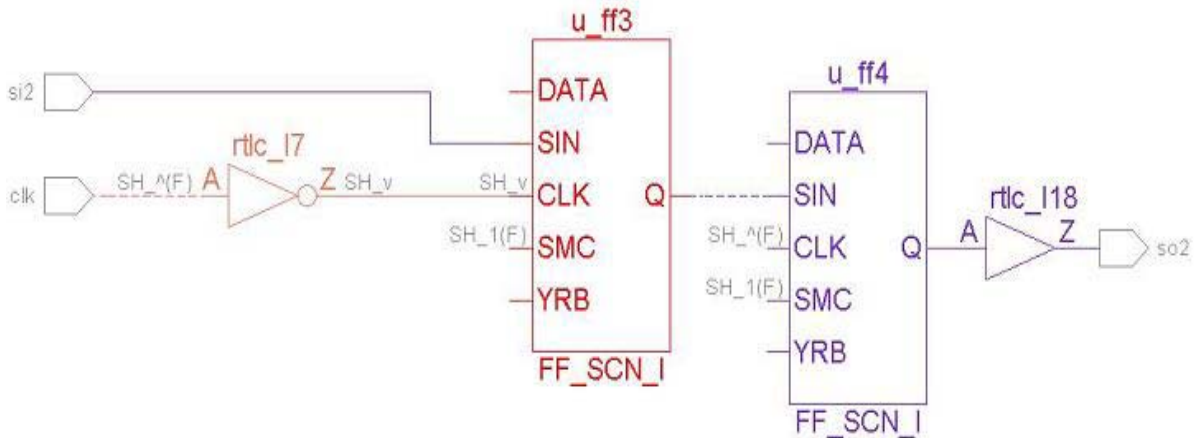 u_ff3
si2
DATA
SIN
rtlc_I7
clk
SH_^(F)
A
Z
SH_v
SH_v
CLK
Q
SH_1(F)
SMC
YRB
FF_SCN_I
u_ff4
DATA
SIN
SH_^(F)
CLK
Q
SH_1(F)
SMC
YRB
FF_SCN_I
rtlc_I18
A
Z
so2